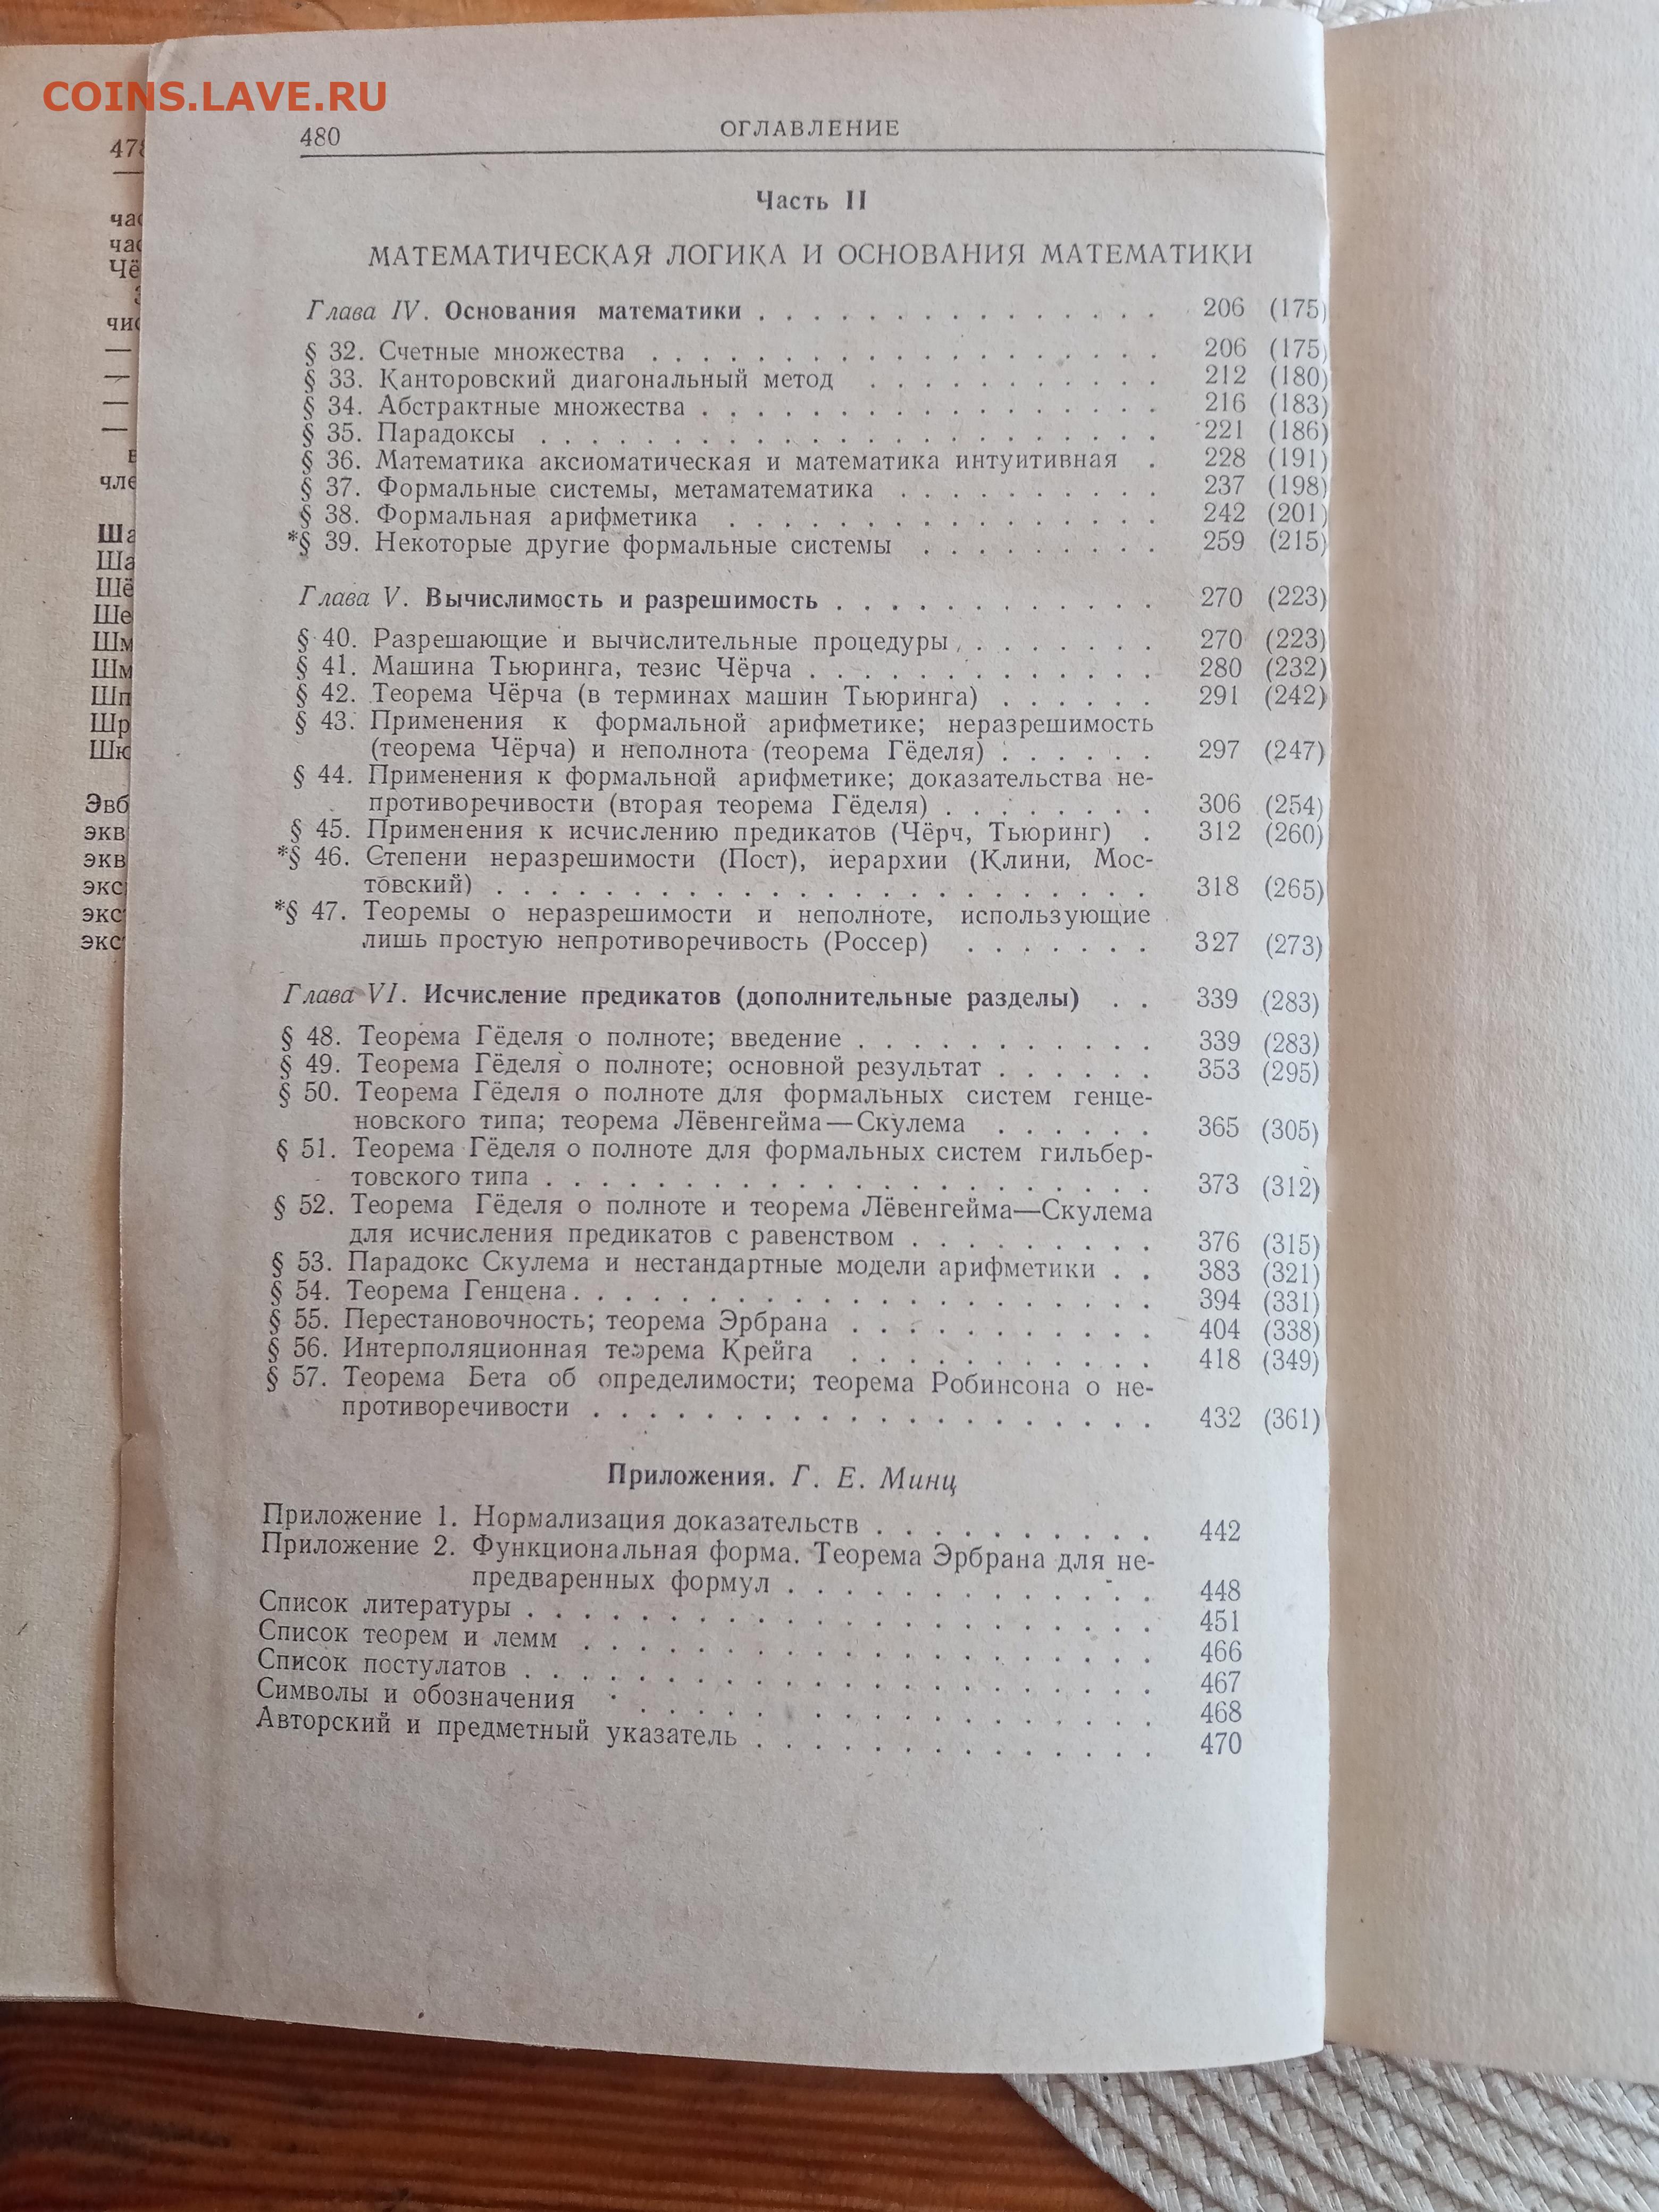 COINS.LAVE.RU
480 ОГЛАВЛЕНИЕ
Часть II
МАТЕМАТИЧЕСКАЯ ЛОГИКА И ОСНОВАНИЯ МАТЕМАТИКИ
Глава IV. Основания математики . . . . . . . . . . . . . . . 206 (175)
§ 32. Счетные множества . . . . . . . . . . . . . . . . . . . 206 (175)
§ 33. Канторовский диагональный метод . . . . . . . . . . . 212 (180)
§ 34. Абстрактные множества . . . . . . . . . . . . . . . . . 216 (183)
§ 35. Парадоксы . . . . . . . . . . . . . . . . . . . . . . . 221 (186)
§ 36. Математика аксиоматическая и математика интуитивная . 228 (191)
§ 37. Формальные системы, метаматематика . . . . . . . . . . 237 (198)
§ 38. Формальная арифметика . . . . . . . . . . . . . . . . 242 (201)
*§ 39. Некоторые другие формальные системы . . . . . . . . . 259 (215)
Глава V. Вычислимость и разрешимость . . . . . . . . . . . . 270 (223)
§ 40. Разрешающие и вычислительные процедуры . . . . . . . . 270 (223)
§ 41. Машина Тьюринга, тезис Чёрча . . . . . . . . . . . . . 280 (232)
§ 42. Теорема Чёрча (в терминах машин Тьюринга) . . . . . . 291 (242)
§ 43. Применения к формальной арифметике; неразрешимость
(теорема Чёрча) и неполнота (теорема Гёделя) . . . . . . 297 (247)
§ 44. Применения к формальной арифметике; доказательства не-
противоречивости (вторая теорема Гёделя) . . . . . . . . 306 (254)
§ 45. Применения к исчислению предикатов (Чёрч, Тьюринг) . 312 (260)
*§ 46. Степени неразрешимости (Пост), иерархии (Клини, Мос-
товский) . . . . . . . . . . . . . . . . . . . . . . . . 318 (265)
*§ 47. Теоремы о неразрешимости и неполноте, использующие
лишь простую непротиворечивость (Россер) . . . . . . . 327 (273)
Глава VI. Исчисление предикатов (дополнительные разделы) . . 339 (283)
§ 48. Теорема Гёделя о полноте; введение . . . . . . . . . . . 339 (283)
§ 49. Теорема Гёделя о полноте; основной результат . . . . . . 353 (295)
§ 50. Теорема Гёделя о полноте для формальных систем генце-
новского типа; теорема Лёвенгейма — Скулема . . . . . . 365 (305)
§ 51. Теорема Гёделя о полноте для формальных систем гильбер-
товского типа . . . . . . . . . . . . . . . . . . . . . . 373 (312)
§ 52. Теорема Гёделя о полноте и теорема Лёвенгейма—Скулема
для исчисления предикатов с равенством . . . . . . . . . 376 (315)
§ 53. Парадокс Скулема и нестандартные модели арифметики . . 383 (321)
§ 54. Теорема Генцена . . . . . . . . . . . . . . . . . . . . . 394 (331)
§ 55. Перестановочность; теорема Эрбрана . . . . . . . . . . . 404 (338)
§ 56. Интерполяционная теорема Крейга . . . . . . . . . . . 418 (349)
§ 57. Теорема Бета об определимости; теорема Робинсона о не-
противоречивости . . . . . . . . . . . . . . . . . . . . 432 (361)
Приложения. Г. Е. Минц
Приложение 1. Нормализация доказательств . . . . . . . . . . 442
Приложение 2. Функциональная форма. Теорема Эрбрана для не-
предваренных формул . . . . . . . . . . . . . 448
Список литературы . . . . . . . . . . . . . . . . . . . . . . 451
Список теорем и лемм . . . . . . . . . . . . . . . . . . . . 466
Список постулатов . . . . . . . . . . . . . . . . . . . . . . 467
Символы и обозначения . . . . . . . . . . . . . . . . . . . 468
Авторский и предметный указатель . . . . . . . . . . . . . . 470